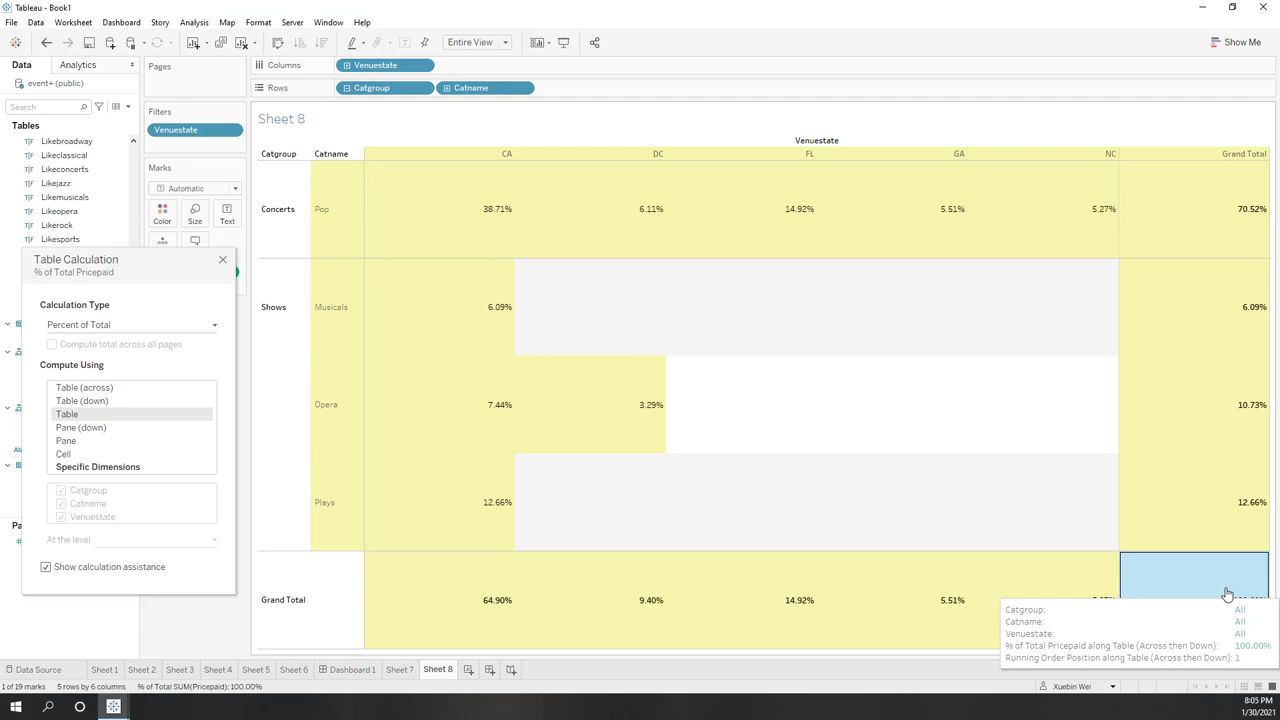 Tableau - Book1
File Data Worksheet Dashboard Story Analysis Map Format Server Window Help
Entire View
Show Me
Data Analytics
event+ (public)
Search
Tables
Likebroadway
Likeclassical
Likeconcerts
Likejazz
Likemusicals
Likeopera
Likerock
Likesports
Pages
Filters
Venuestate
Marks
Automatic
Color Size Text
Columns Venuestate
Rows Catgroup Catname
Sheet 8
Venuestate
Catgroup Catname CA DC FL GA NC Grand Total
Concerts Pop 38.71% 6.11% 14.92% 5.51% 5.27% 70.52%
Shows Musicals 6.09% 6.09%
Opera 7.44% 3.29% 10.73%
Plays 12.66% 12.66%
Grand Total 64.90% 9.40% 14.92% 5.51%
Table Calculation
% of Total Pricepaid
Calculation Type
Percent of Total
Compute total across all pages
Compute Using
Table (across)
Table (down)
Table
Pane (down)
Pane
Cell
Specific Dimensions
Catgroup
Catname
Venuestate
At the level
Show calculation assistance
Catgroup: All
Catname: All
Venuestate: All
% of Total Pricepaid along Table (Across then Down): 100.00%
Running Order Position along Table (Across then Down): 1
Data Source Sheet 1 Sheet 2 Sheet 3 Sheet 4 Sheet 5 Sheet 6 Dashboard 1 Sheet 7 Sheet 8
1 of 19 marks 5 rows by 6 columns % of Total SUM(Pricepaid): 100.00%
Xuebin Wei
8:05 PM
1/30/2021